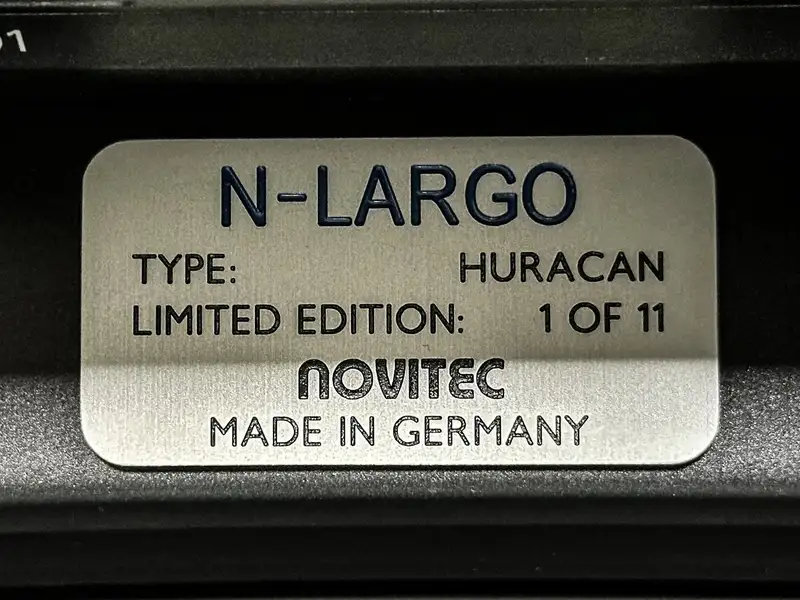 N-LARGO
TYPE: HURACAN
LIMITED EDITION: 1 OF 11
NOVITEC
MADE IN GERMANY